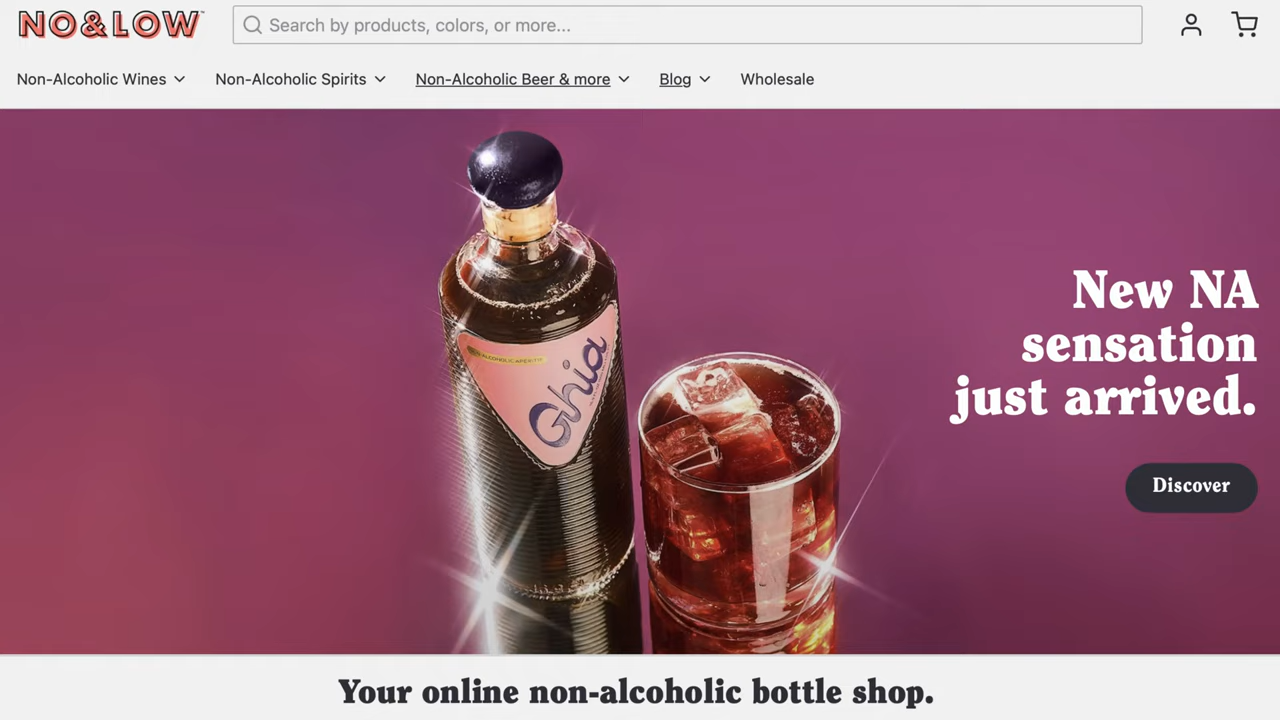 NO&LOW™
Search by products, colors, or more...
Non-Alcoholic Wines
Non-Alcoholic Spirits
Non-Alcoholic Beer & more
Blog
Wholesale
New NA
sensation
just arrived.
Discover
Ghia
Your online non-alcoholic bottle shop.